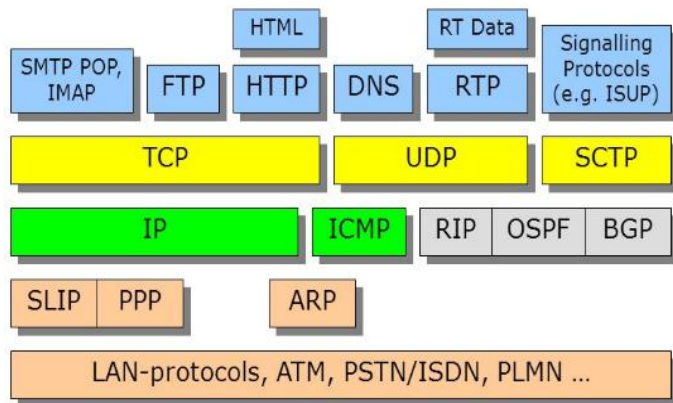 HTML
RT Data
SMTP POP,
IMAP
FTP
HTTP
DNS
RTP
Signalling
Protocols
(e.g. ISUP)
TCP
UDP
SCTP
IP
ICMP
RIP
OSPF
BGP
SLIP
PPP
ARP
LAN-protocols, ATM, PSTN/ISDN, PLMN ...